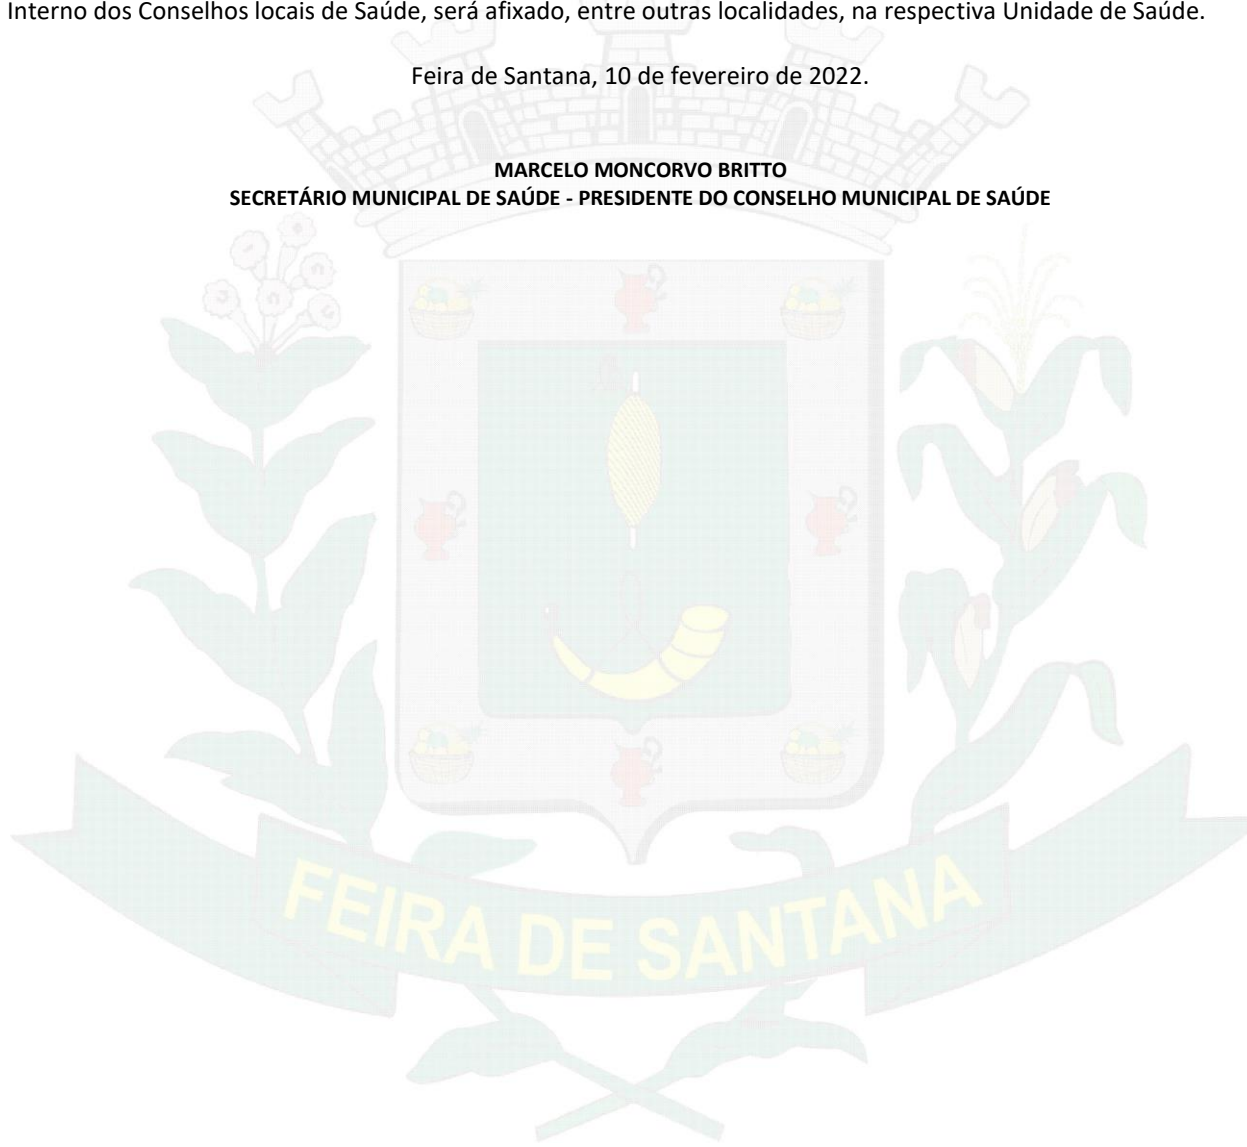 Interno dos Conselhos locais de Saúde, será afixado, entre outras localidades, na respectiva Unidade de Saúde.
Feira de Santana, 10 de fevereiro de 2022.
MARCELO MONCORVO BRITTO
SECRETÁRIO MUNICIPAL DE SAÚDE - PRESIDENTE DO CONSELHO MUNICIPAL DE SAÚDE
FEIRA DE SANTANA